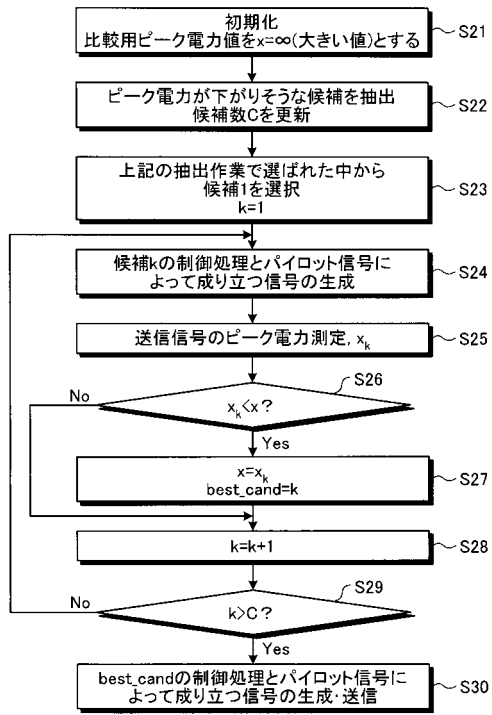 初期化
比較用ピーク電力値をx=∞(大きい値)とする
S21
ピーク電力が下がりそうな候補を抽出
候補数Cを更新
S22
上記の抽出作業で選ばれた中から
候補1を選択
k=1
S23
候補kの制御処理とパイロット信号に
よって成り立つ信号の生成
S24
送信信号のピーク電力測定, xk
S25
S26
No
xk<x?
Yes
x=xk
best_cand=k
S27
k=k+1
S28
S29
No
k>C?
Yes
best_candの制御処理とパイロット信号に
よって成り立つ信号の生成・送信
S30